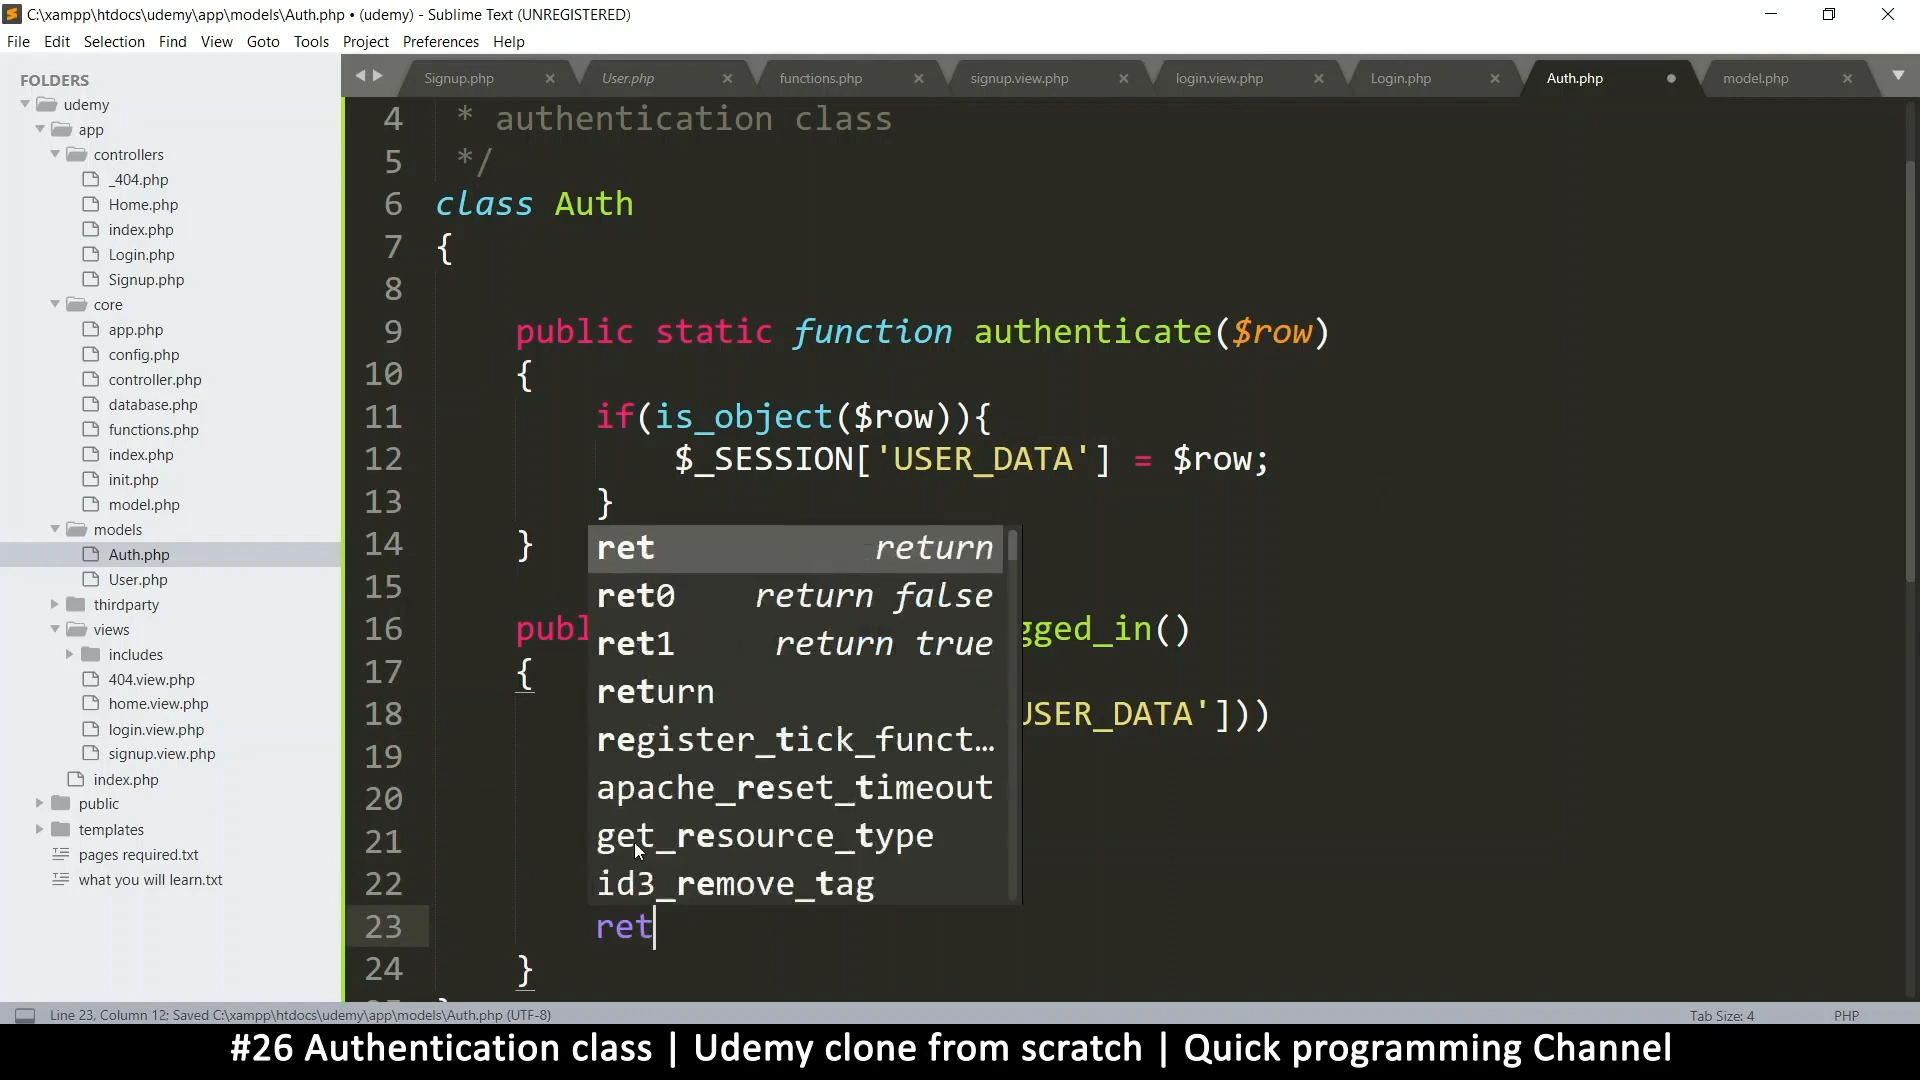 C:\xampp\htdocs\udemy\app\models\Auth.php • (udemy) - Sublime Text (UNREGISTERED)
File Edit Selection Find View Goto Tools Project Preferences Help
FOLDERS
udemy
app
controllers
_404.php
Home.php
index.php
Login.php
Signup.php
core
app.php
config.php
controller.php
database.php
functions.php
index.php
init.php
model.php
models
Auth.php
User.php
thirdparty
views
includes
404.view.php
home.view.php
login.view.php
signup.view.php
index.php
public
templates
pages required.txt
what you will learn.txt
Signup.php User.php functions.php signup.view.php login.view.php Login.php Auth.php model.php
4 * authentication class
5 */
6 class Auth
7 {
8
9 public static function authenticate($row)
10 {
11 if(is_object($row)){
12 $_SESSION['USER_DATA'] = $row;
13 }
14 }
15
16 publ gged_in()
17 {
18 USER_DATA']))
19
20
21
22
23 ret
24 }
ret return
ret0 return false
ret1 return true
return
register_tick_funct…
apache_reset_timeout
get_resource_type
id3_remove_tag
Line 23, Column 12; Saved C:\xampp\htdocs\udemy\app\models\Auth.php (UTF-8) Tab Size: 4 PHP
#26 Authentication class | Udemy clone from scratch | Quick programming Channel